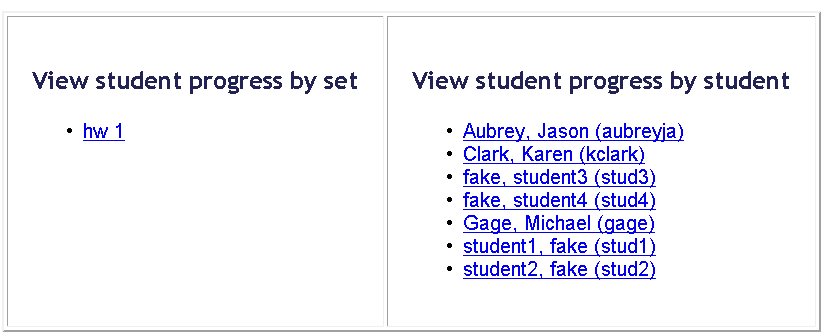 View student progress by set
• hw 1
View student progress by student
• Aubrey, Jason (aubreyja)
• Clark, Karen (kclark)
• fake, student3 (stud3)
• fake, student4 (stud4)
• Gage, Michael (gage)
• student1, fake (stud1)
• student2, fake (stud2)